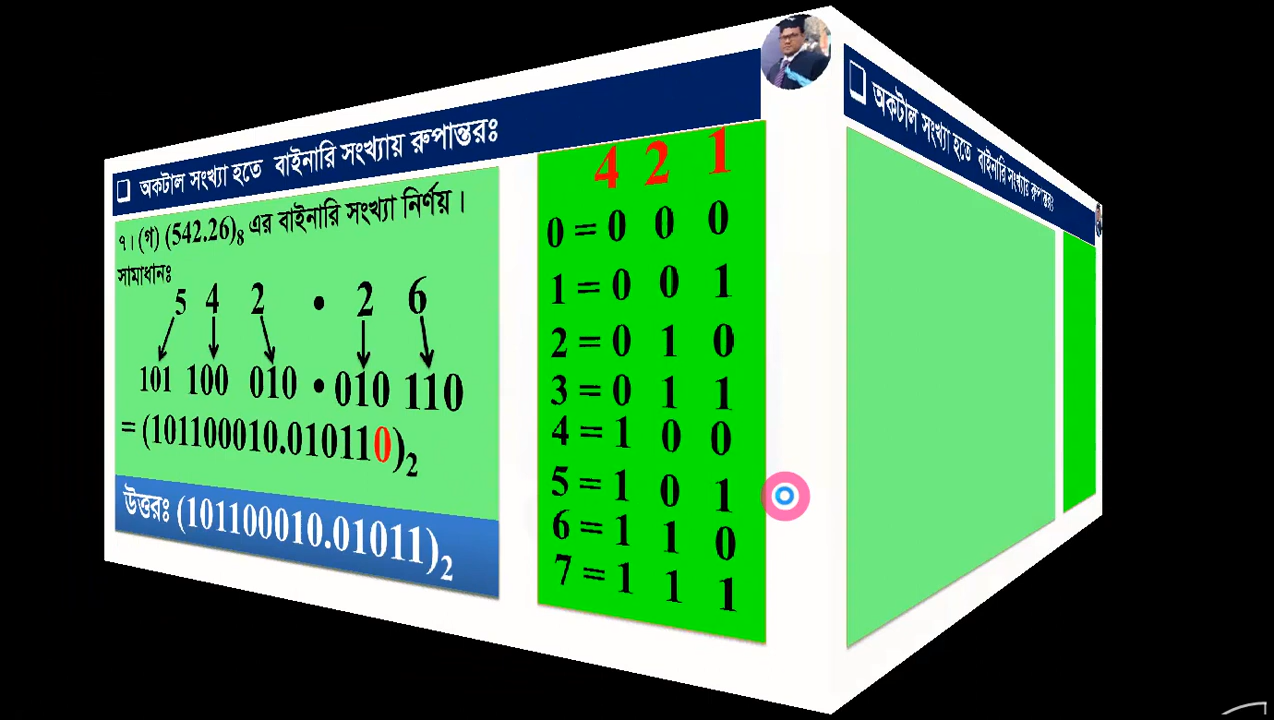 ❑ অকটাল সংখ্যা হতে বাইনারি সংখ্যায় রুপান্তরঃ
৭। (গ) (542.26)₈ এর বাইনারি সংখ্যা নির্ণয়।
সামাধানঃ
5 4 2 . 2 6
101 100 010 . 010 110
= (101100010.010110)₂
উত্তরঃ (101100010.01011)₂
4 2 1
0 = 0 0 0
1 = 0 0 1
2 = 0 1 0
3 = 0 1 1
4 = 1 0 0
5 = 1 0 1
6 = 1 1 0
7 = 1 1 1
❑ অকটাল সংখ্যা হতে বাইনারি সংখ্যায় রুপান্তরঃ